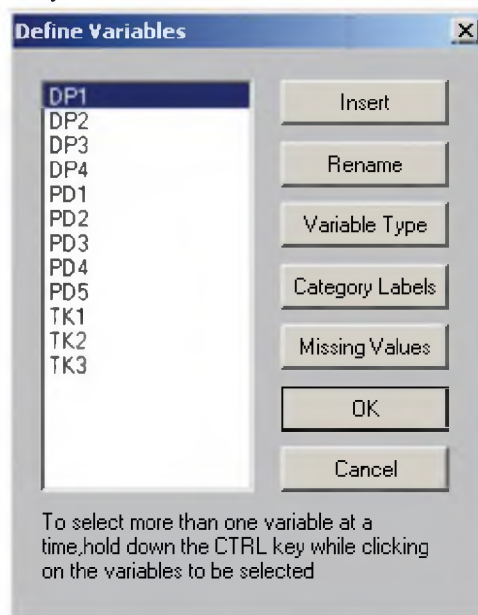 Define Variables
DP1
DP2
DP3
DP4
PD1
PD2
PD3
PD4
PD5
TK1
TK2
TK3
Insert
Rename
Variable Type
Category Labels
Missing Values
OK
Cancel
To select more than one variable at a
time,hold down the CTRL key while clicking
on the variables to be selected